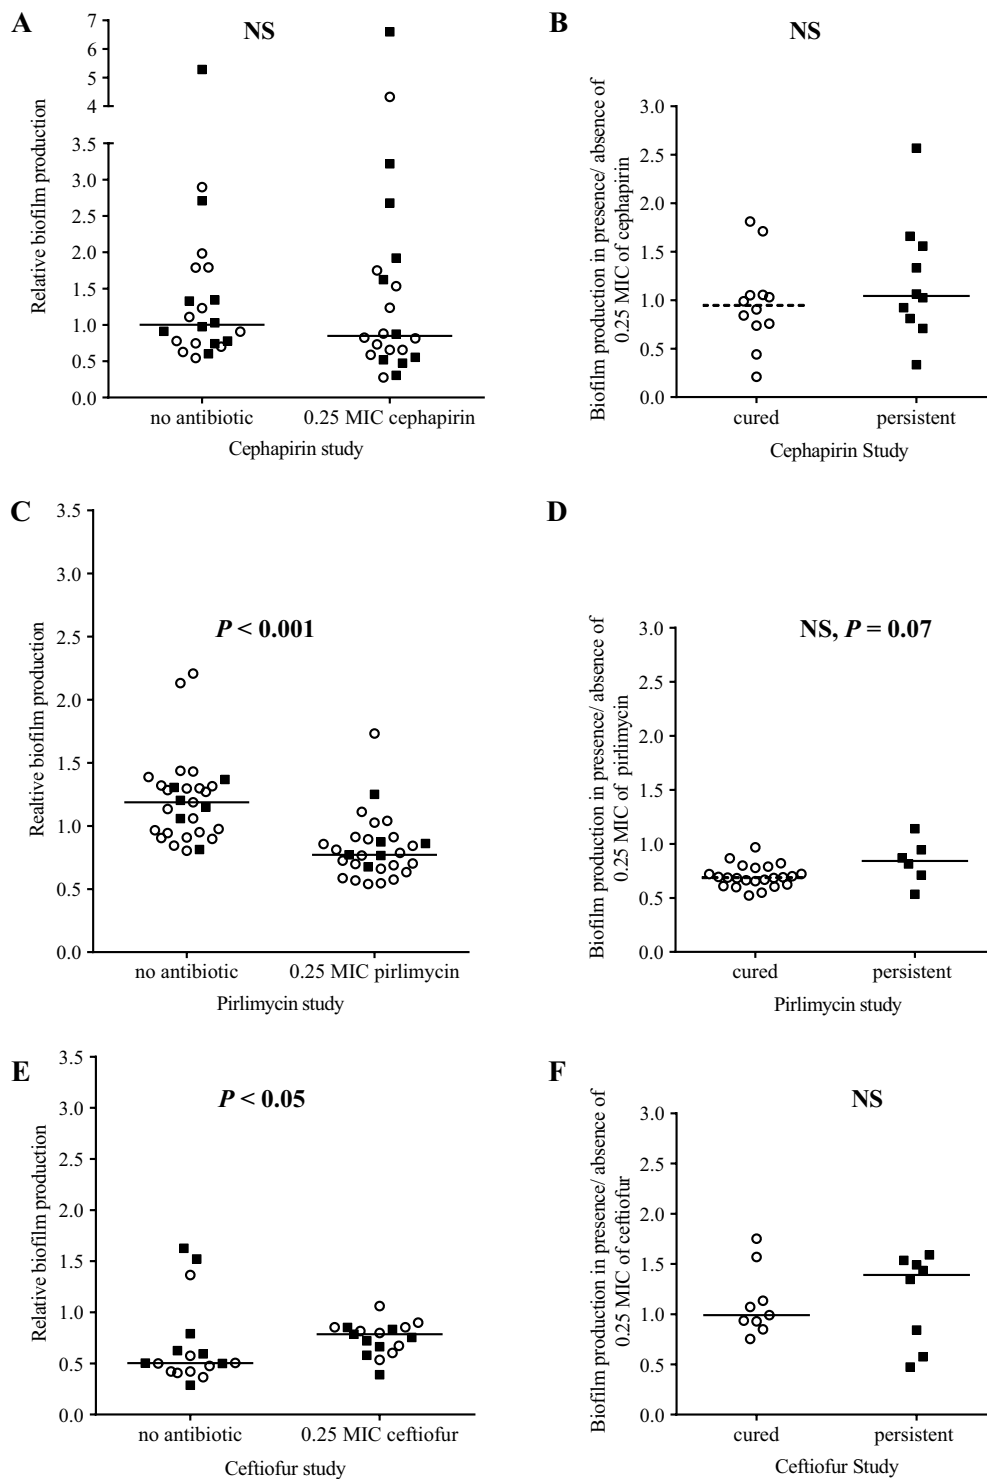 A
NS
Relative biofilm production
7
6
5
4
3.5
3.0
2.5
2.0
1.5
1.0
0.5
0.0
no antibiotic
0.25 MIC cephapirin
Cephapirin study
B
NS
Biofilm production in presence/ absence of
0.25 MIC of cephapirin
3.0
2.5
2.0
1.5
1.0
0.5
0.0
cured
persistent
Cephapirin Study
C
P < 0.001
Realtive biofilm production
3.5
3.0
2.5
2.0
1.5
1.0
0.5
0.0
no antibiotic
0.25 MIC pirlimycin
Pirlimycin study
D
NS, P = 0.07
Biofilm production in presence/ absence of
0.25 MIC of pirlimycin
3.0
2.5
2.0
1.5
1.0
0.5
0.0
cured
persistent
Pirlimycin study
E
P < 0.05
Relative biofilm production
3.5
3.0
2.5
2.0
1.5
1.0
0.5
0.0
no antibiotic
0.25 MIC ceftiofur
Ceftiofur study
F
NS
Biofilm production in presence/ absence of
0.25 MIC of ceftiofur
3.0
2.5
2.0
1.5
1.0
0.5
0.0
cured
persistent
Ceftiofur Study